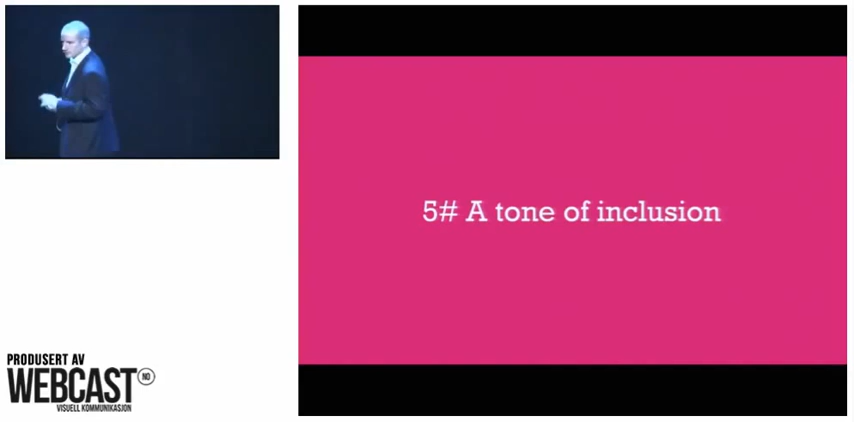 5# A tone of inclusion
PRODUSERT AV
WEBCAST NO
VISUELL KOMMUNIKASJON